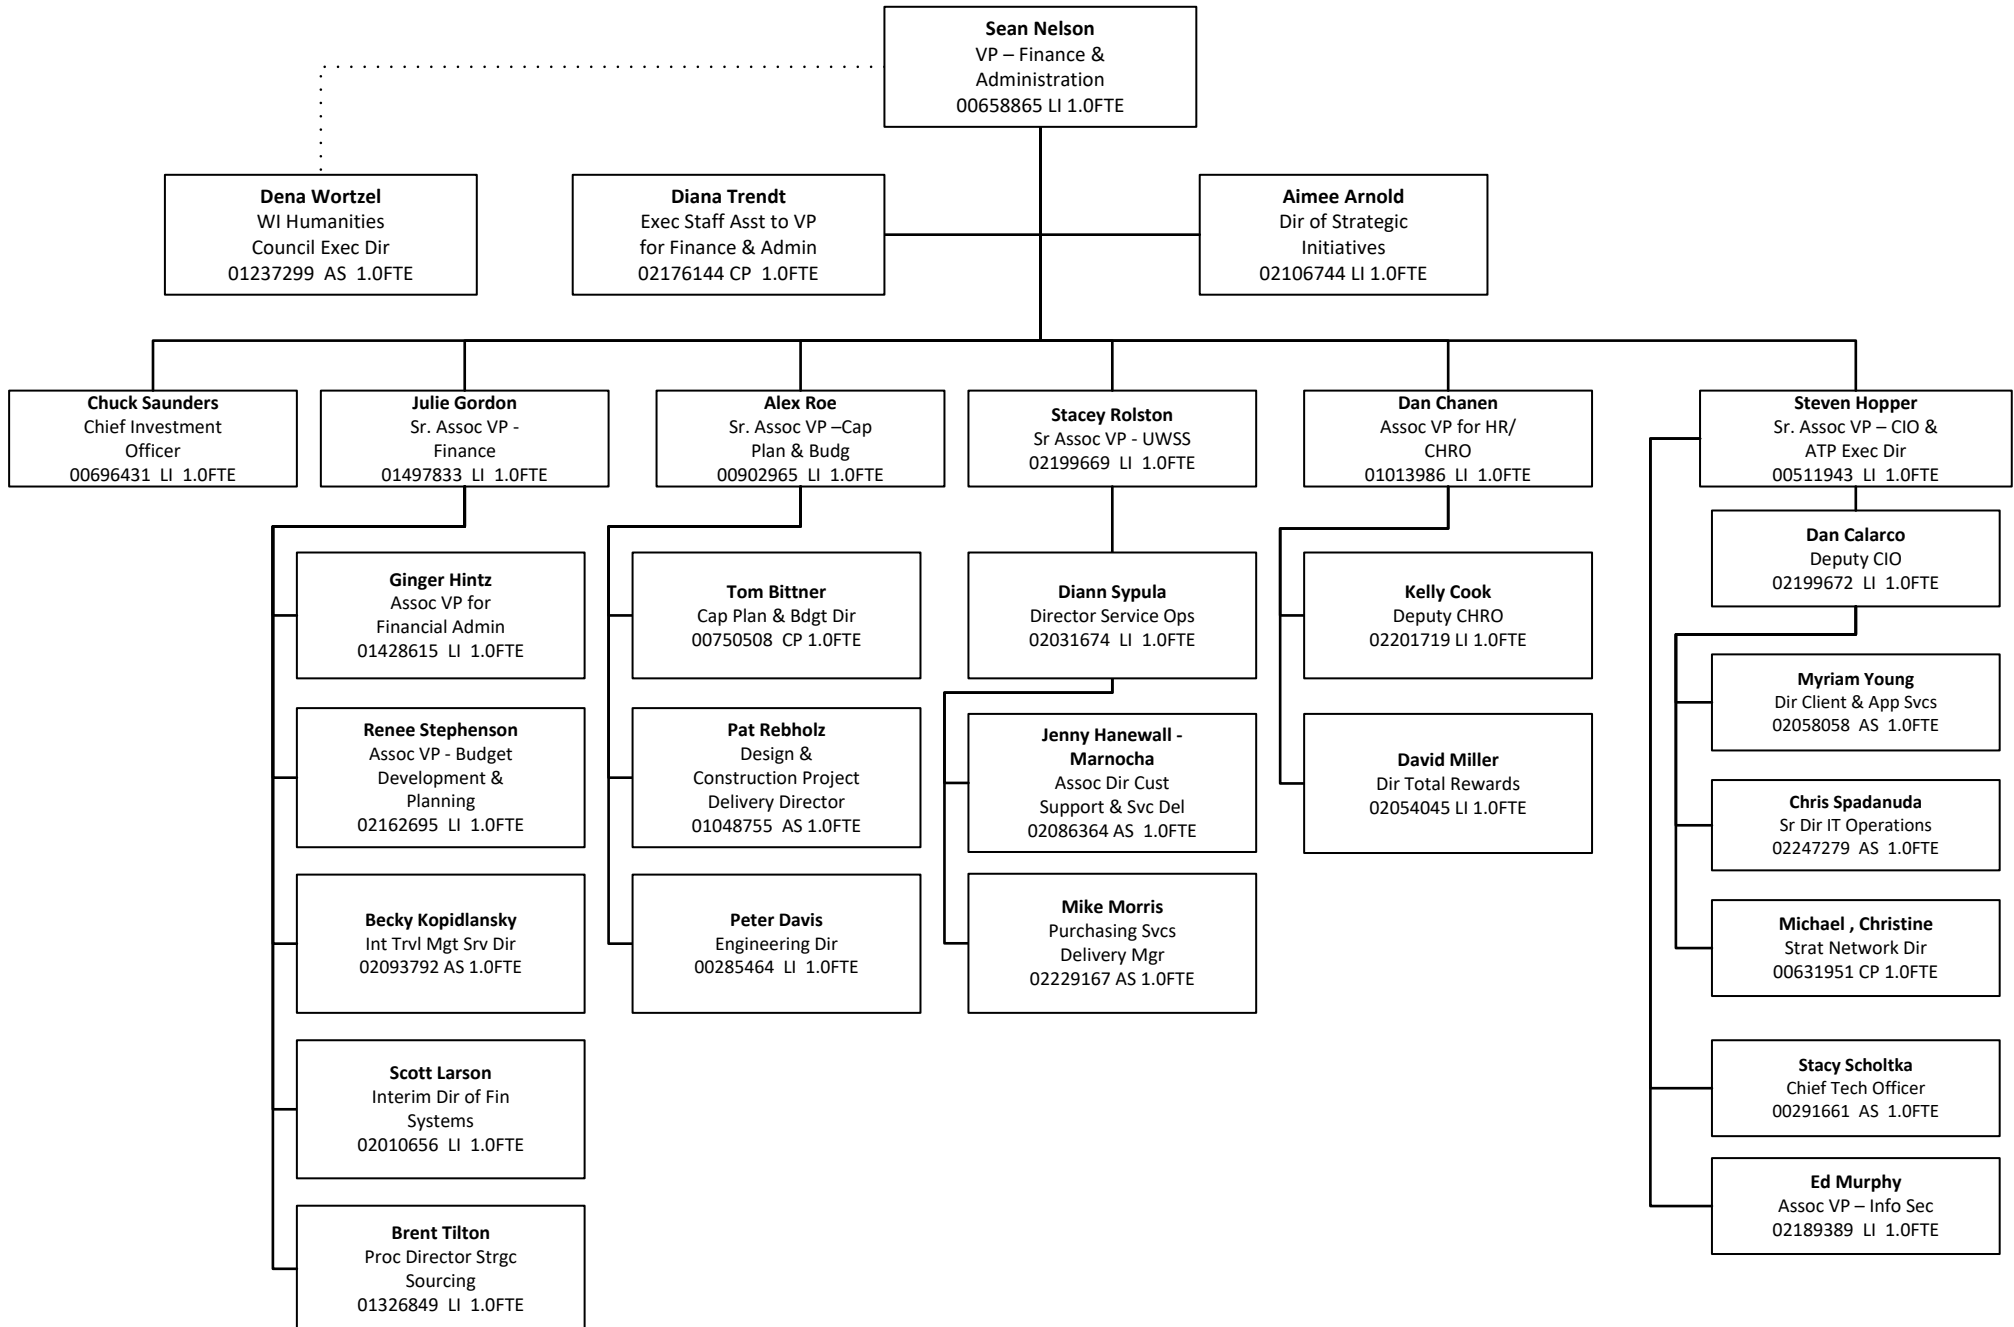 Sean Nelson
VP – Finance &
Administration
00658865 LI 1.0FTE
Dena Wortzel
WI Humanities
Council Exec Dir
01237299  AS  1.0FTE
Diana Trendt
Exec Staff Asst to VP
for Finance & Admin
02176144 CP  1.0FTE
Aimee Arnold
Dir of Strategic
Initiatives
02106744 LI 1.0FTE
Chuck Saunders
Chief Investment
Officer
00696431  LI  1.0FTE
Julie Gordon
Sr. Assoc VP -
Finance
01497833  LI  1.0FTE
Alex Roe
Sr. Assoc VP –Cap
Plan & Budg
00902965  LI  1.0FTE
Stacey Rolston
Sr Assoc VP - UWSS
02199669  LI  1.0FTE
Dan Chanen
Assoc VP for HR/
CHRO
01013986  LI  1.0FTE
Steven Hopper
Sr. Assoc VP – CIO &
ATP Exec Dir
00511943  LI  1.0FTE
Ginger Hintz
Assoc VP for
Financial Admin
01428615  LI  1.0FTE
Renee Stephenson
Assoc VP - Budget
Development &
Planning
02162695  LI  1.0FTE
Becky Kopidlansky
Int Trvl Mgt Srv Dir
02093792 AS 1.0FTE
Scott Larson
Interim Dir of Fin
Systems
02010656  LI  1.0FTE
Brent Tilton
Proc Director Strgc
Sourcing
01326849  LI  1.0FTE
Tom Bittner
Cap Plan & Bdgt Dir
00750508  CP 1.0FTE
Pat Rebholz
Design &
Construction Project
Delivery Director
01048755  AS 1.0FTE
Peter Davis
Engineering Dir
00285464  LI  1.0FTE
Diann Sypula
Director Service Ops
02031674  LI  1.0FTE
Jenny Hanewall -
Marnocha
Assoc Dir Cust
Support & Svc Del
02086364 AS  1.0FTE
Mike Morris
Purchasing Svcs
Delivery Mgr
02229167 AS 1.0FTE
Kelly Cook
Deputy CHRO
02201719 LI 1.0FTE
David Miller
Dir Total Rewards
02054045 LI 1.0FTE
Dan Calarco
Deputy CIO
02199672  LI  1.0FTE
Myriam Young
Dir Client & App Svcs
02058058  AS  1.0FTE
Chris Spadanuda
Sr Dir IT Operations
02247279  AS  1.0FTE
Michael , Christine
Strat Network Dir
00631951 CP 1.0FTE
Stacy Scholtka
Chief Tech Officer
00291661  AS  1.0FTE
Ed Murphy
Assoc VP – Info Sec
02189389  LI  1.0FTE